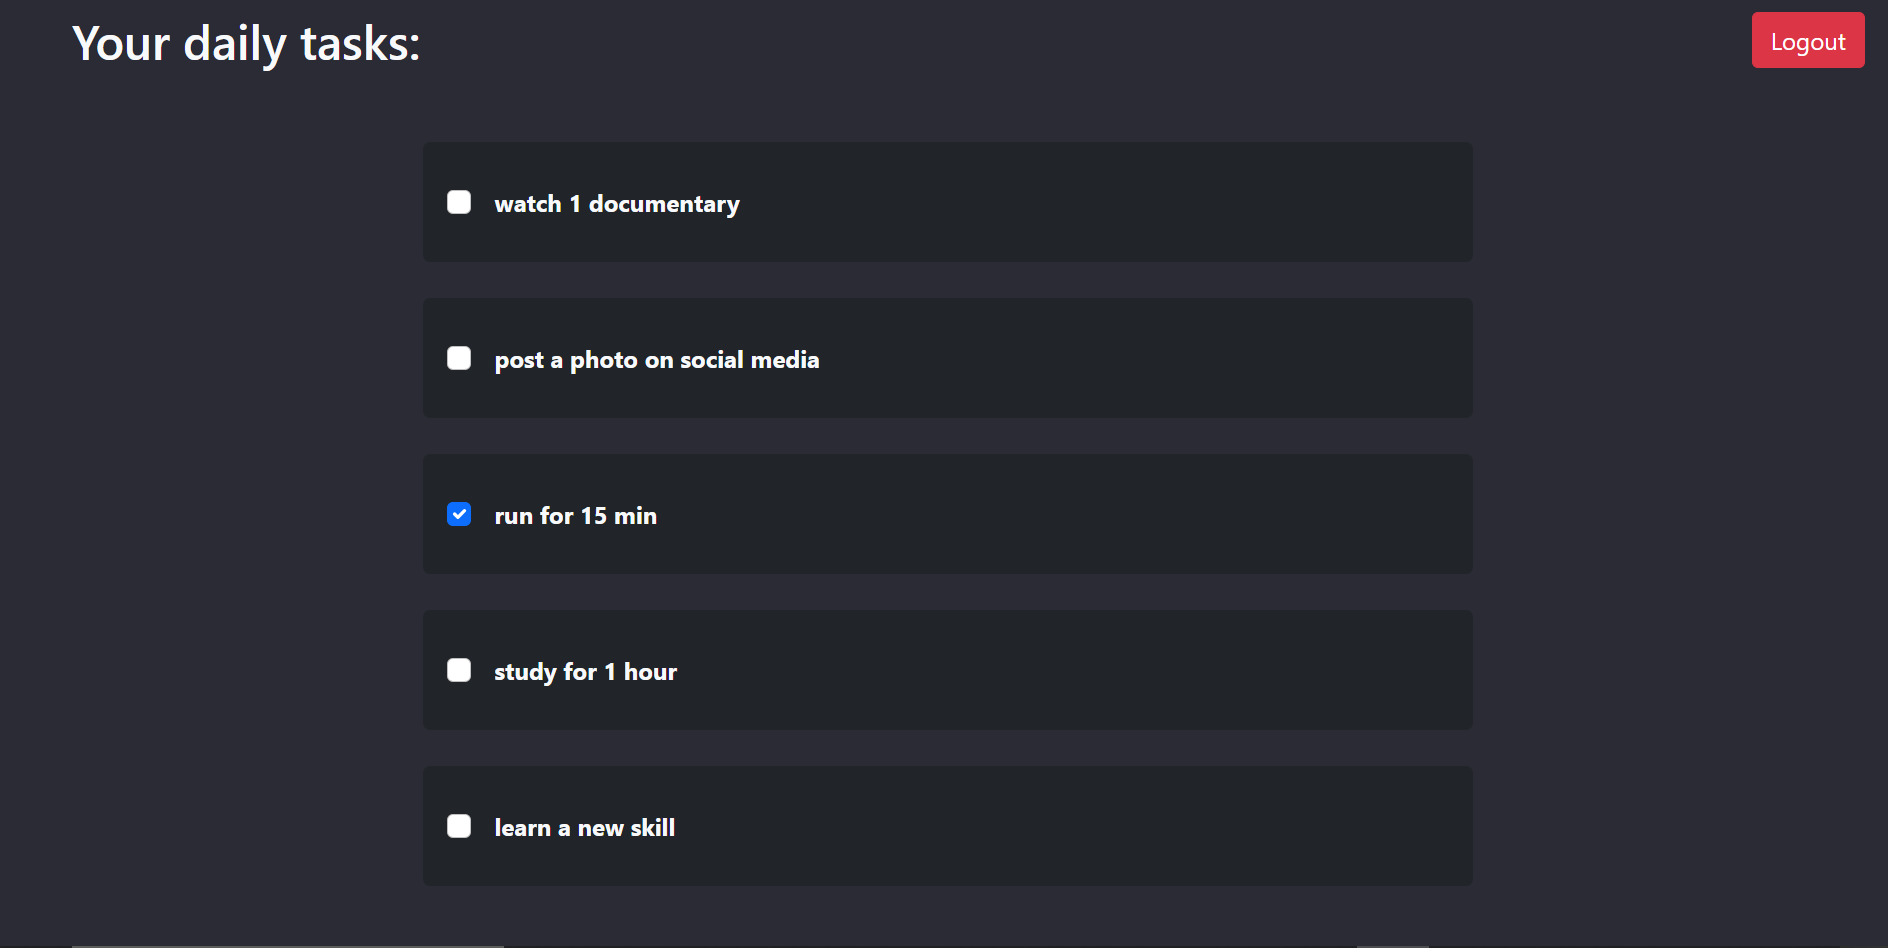 Your daily tasks:
Logout
watch 1 documentary
post a photo on social media
run for 15 min
study for 1 hour
learn a new skill